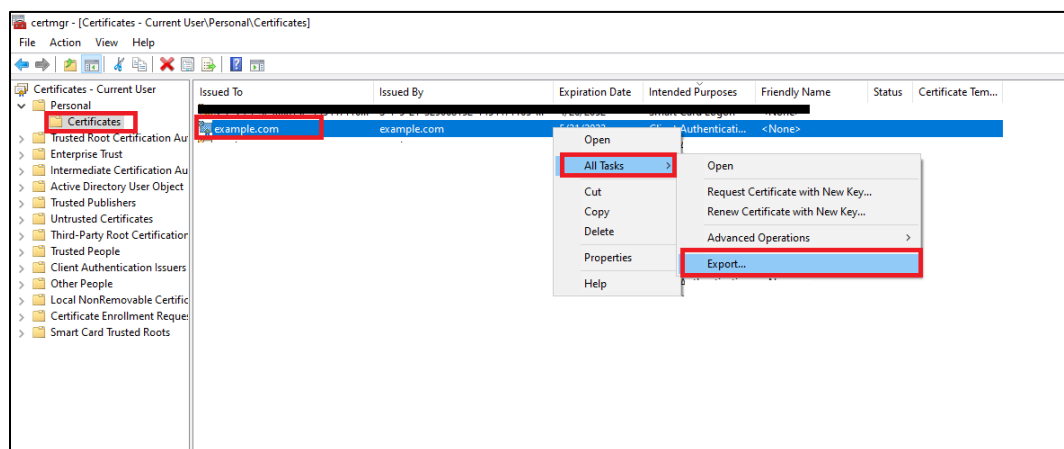 certmgr - [Certificates - Current User\Personal\Certificates]
File Action View Help
Certificates - Current User
Personal
Certificates
Trusted Root Certification Au
Enterprise Trust
Intermediate Certification Au
Active Directory User Object
Trusted Publishers
Untrusted Certificates
Third-Party Root Certification
Trusted People
Client Authentication Issuers
Other People
Local NonRemovable Certific
Certificate Enrollment Reques
Smart Card Trusted Roots
Issued To Issued By Expiration Date Intended Purposes Friendly Name Status Certificate Tem...
example.com example.com Client Authenticati... <None>
Open
All Tasks >
Cut
Copy
Delete
Properties
Help
Open
Request Certificate with New Key...
Renew Certificate with New Key...
Advanced Operations >
Export...